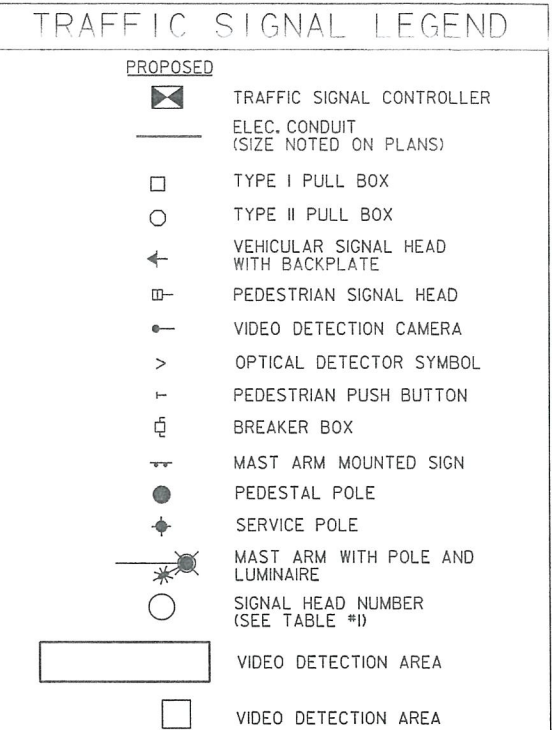 TRAFFIC SIGNAL LEGEND
PROPOSED
TRAFFIC SIGNAL CONTROLLER
ELEC. CONDUIT
(SIZE NOTED ON PLANS)
TYPE I PULL BOX
TYPE II PULL BOX
VEHICULAR SIGNAL HEAD
WITH BACKPLATE
PEDESTRIAN SIGNAL HEAD
VIDEO DETECTION CAMERA
OPTICAL DETECTOR SYMBOL
PEDESTRIAN PUSH BUTTON
BREAKER BOX
MAST ARM MOUNTED SIGN
PEDESTAL POLE
SERVICE POLE
MAST ARM WITH POLE AND
LUMINAIRE
SIGNAL HEAD NUMBER
(SEE TABLE #1)
VIDEO DETECTION AREA
VIDEO DETECTION AREA